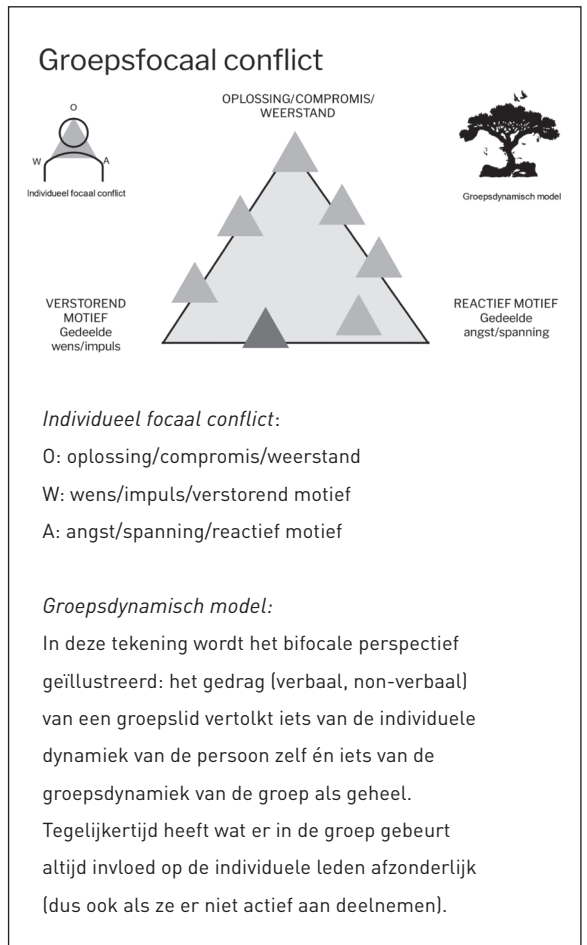 Groepsfocaal conflict
O
W
A
Individueel focaal conflict
OPLOSSING/COMPROMIS/
WEERSTAND
Groepsdynamisch model
VERSTOREND
MOTIEF
Gedeelde
wens/impuls
REACTIEF MOTIEF
Gedeelde
angst/spanning
Individueel focaal conflict:
O: oplossing/compromis/weerstand
W: wens/impuls/verstorend motief
A: angst/spanning/reactief motief
Groepsdynamisch model:
In deze tekening wordt het bifocale perspectief
geïllustreerd: het gedrag (verbaal, non-verbaal)
van een groepslid vertolkt iets van de individuele
dynamiek van de persoon zelf én iets van de
groepsdynamiek van de groep als geheel.
Tegelijkertijd heeft wat er in de groep gebeurt
altijd invloed op de individuele leden afzonderlijk
(dus ook als ze er niet actief aan deelnemen).